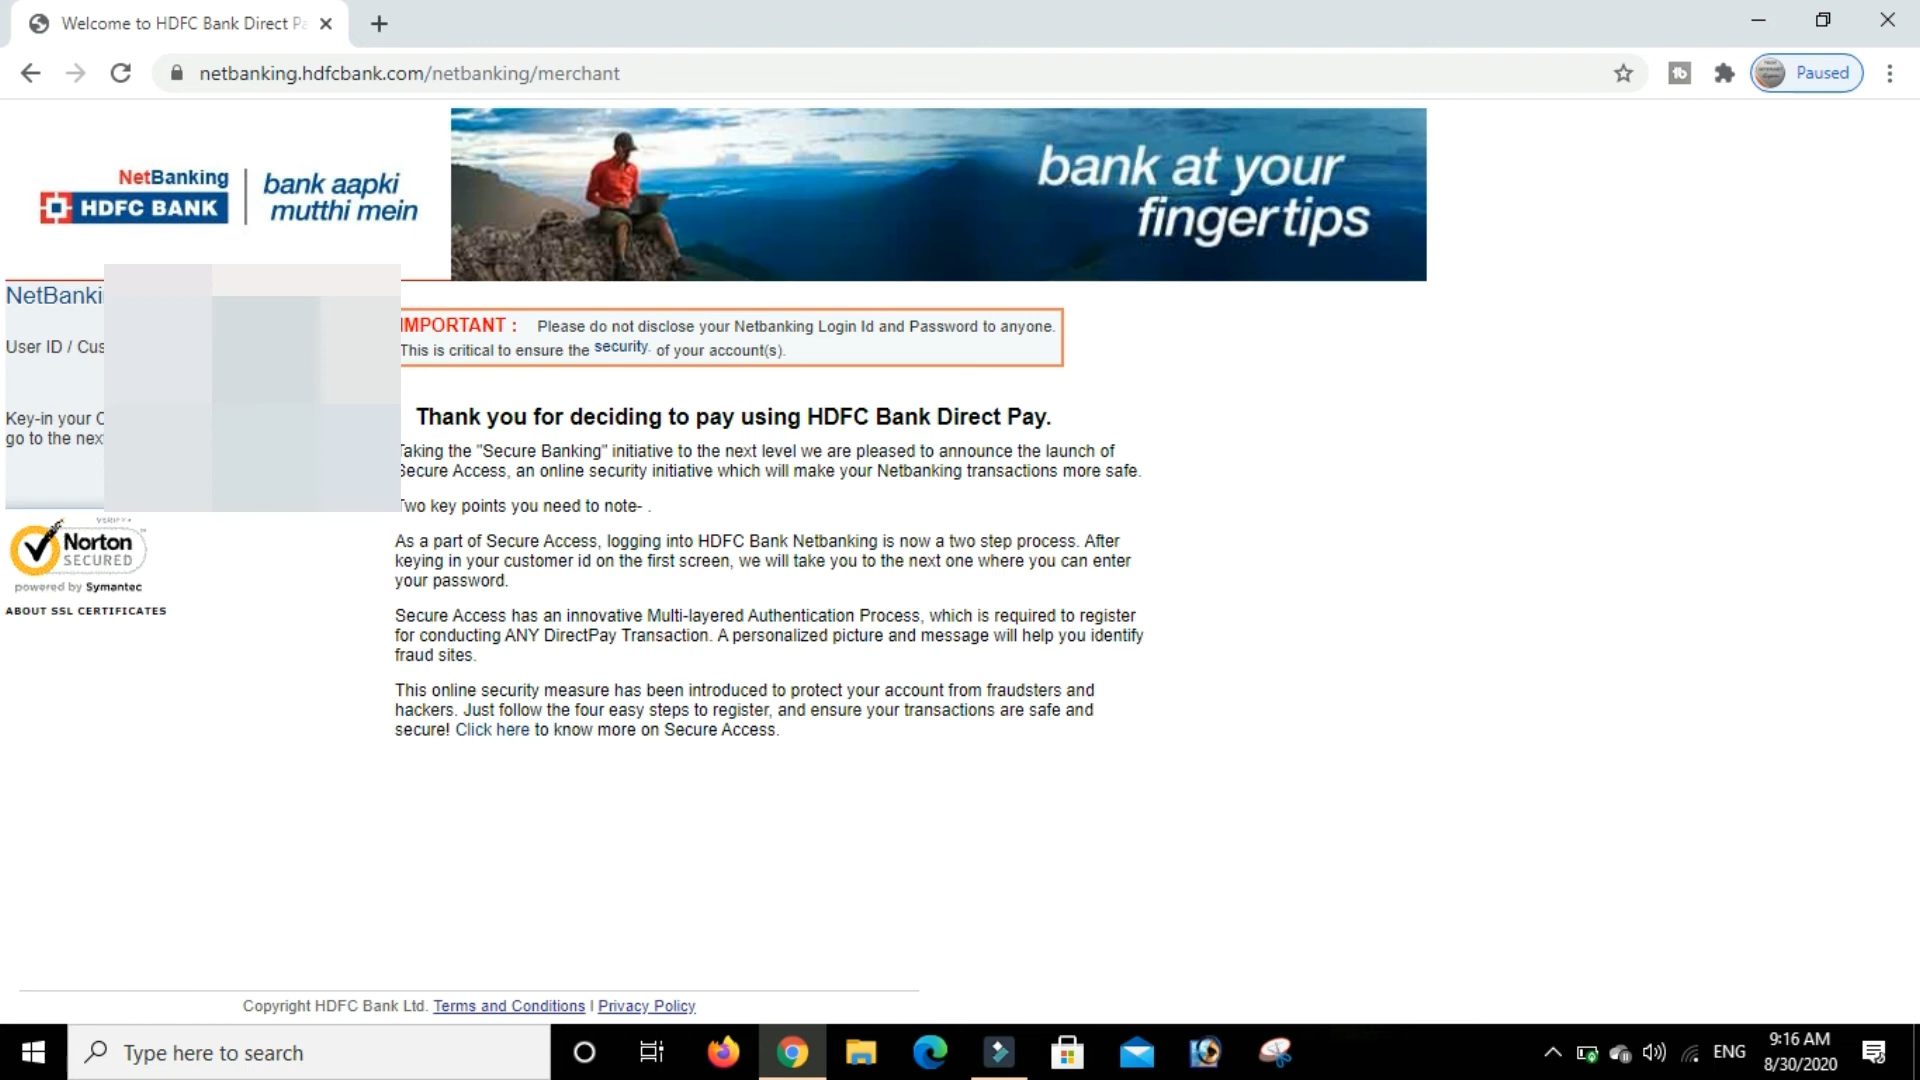 Welcome to HDFC Bank Direct Pa
netbanking.hdfcbank.com/netbanking/merchant
Paused
NetBanking
HDFC BANK
bank aapki
mutthi mein
bank at your
fingertips
NetBanki
User ID / Cus
Key-in your C
go to the nex
IMPORTANT : Please do not disclose your Netbanking Login Id and Password to anyone.
This is critical to ensure the security. of your account(s).
Thank you for deciding to pay using HDFC Bank Direct Pay.
Taking the "Secure Banking" initiative to the next level we are pleased to announce the launch of
Secure Access, an online security initiative which will make your Netbanking transactions more safe.
Two key points you need to note- .
As a part of Secure Access, logging into HDFC Bank Netbanking is now a two step process. After
keying in your customer id on the first screen, we will take you to the next one where you can enter
your password.
Secure Access has an innovative Multi-layered Authentication Process, which is required to register
for conducting ANY DirectPay Transaction. A personalized picture and message will help you identify
fraud sites.
This online security measure has been introduced to protect your account from fraudsters and
hackers. Just follow the four easy steps to register, and ensure your transactions are safe and
secure! Click here to know more on Secure Access.
Norton
SECURED
powered by Symantec
ABOUT SSL CERTIFICATES
Copyright HDFC Bank Ltd. Terms and Conditions | Privacy Policy
Type here to search
ENG
9:16 AM
8/30/2020